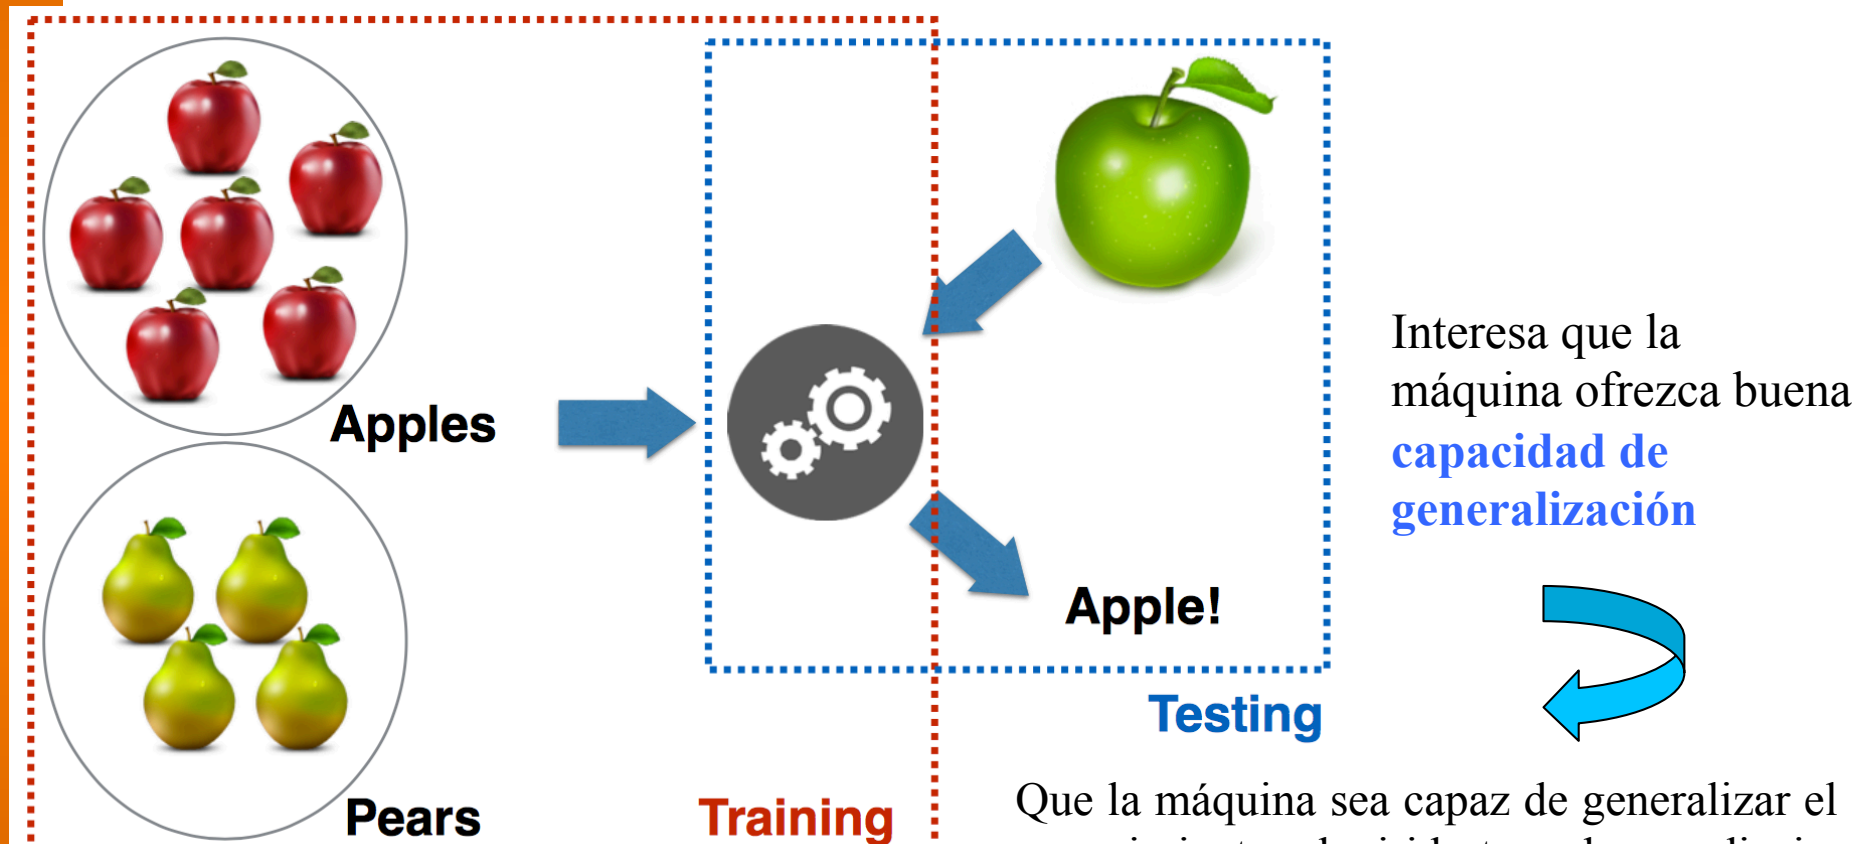 Apples
Pears
Training
Apple!
Testing
Interesa que la
máquina ofrezca buena
capacidad de
generalización
Que la máquina sea capaz de generalizar el